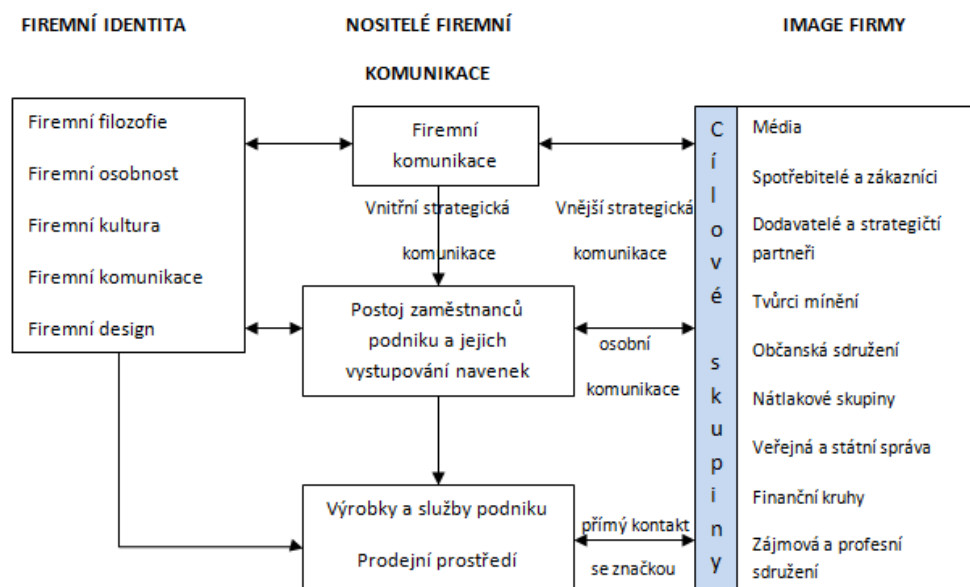 FIREMNÍ IDENTITA
NOSITELÉ FIREMNÍ
KOMUNIKACE
IMAGE FIRMY
Firemní filozofie
Firemní osobnost
Firemní kultura
Firemní komunikace
Firemní design
Firemní
komunikace
Vnitřní strategická
komunikace
Vnější strategická
komunikace
Postoj zaměstnanců
podniku a jejich
vystupování navenek
osobní
komunikace
Výrobky a služby podniku
Prodejní prostředí
přímý kontakt
se značkou
Cílové skupiny
Média
Spotřebitelé a zákazníci
Dodavatelé a strategičtí
partneři
Tvůrci mínění
Občanská sdružení
Nátlakové skupiny
Veřejná a státní správa
Finanční kruhy
Zájmová a profesní
sdružení